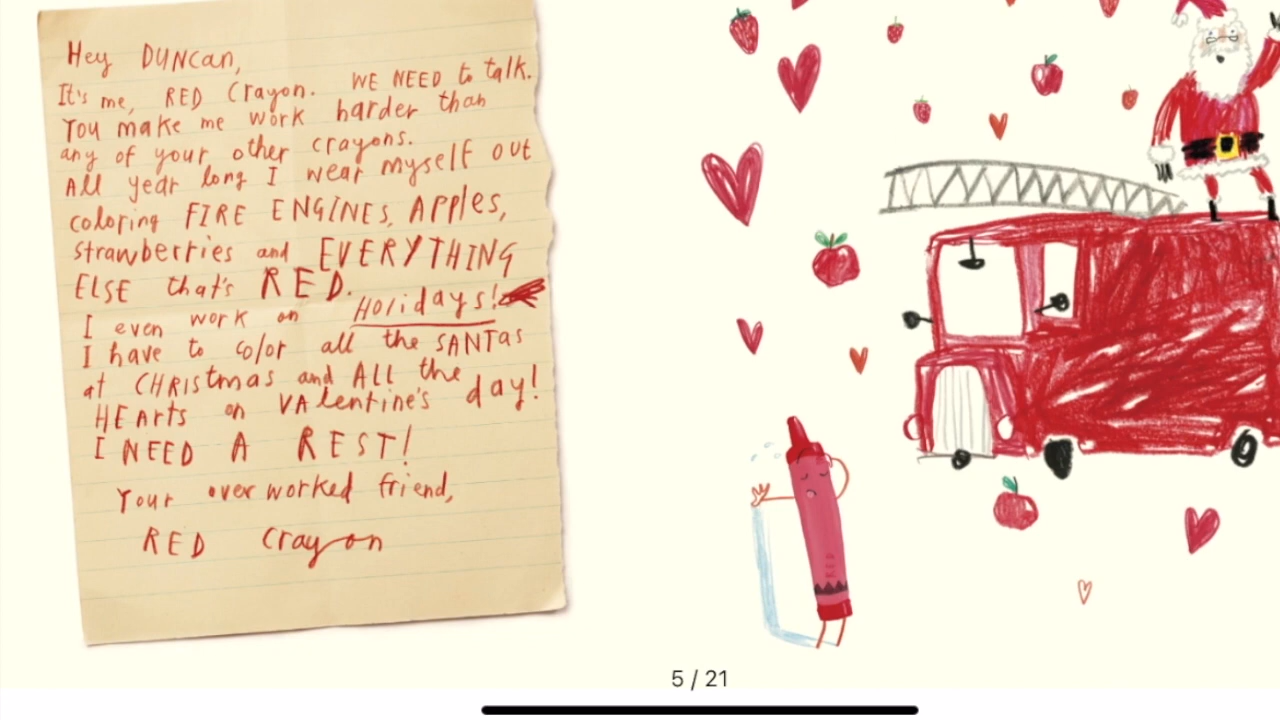 Hey DUNCan,
It's me, RED Crayon. WE NEED to talk.
You make me work harder than
any of your other crayons.
All year long I wear myself out
coloring FIRE ENGINES, APples,
strawberries and EVERYTHING
ELSE that's RED.
I even work on Holidays!
I have to color all the SANTas
at CHRIstmas and ALL the
HEArts on VAlentine's day!
I NEED A REST!
Your overworked friend,
RED Crayon
RED
5 / 21